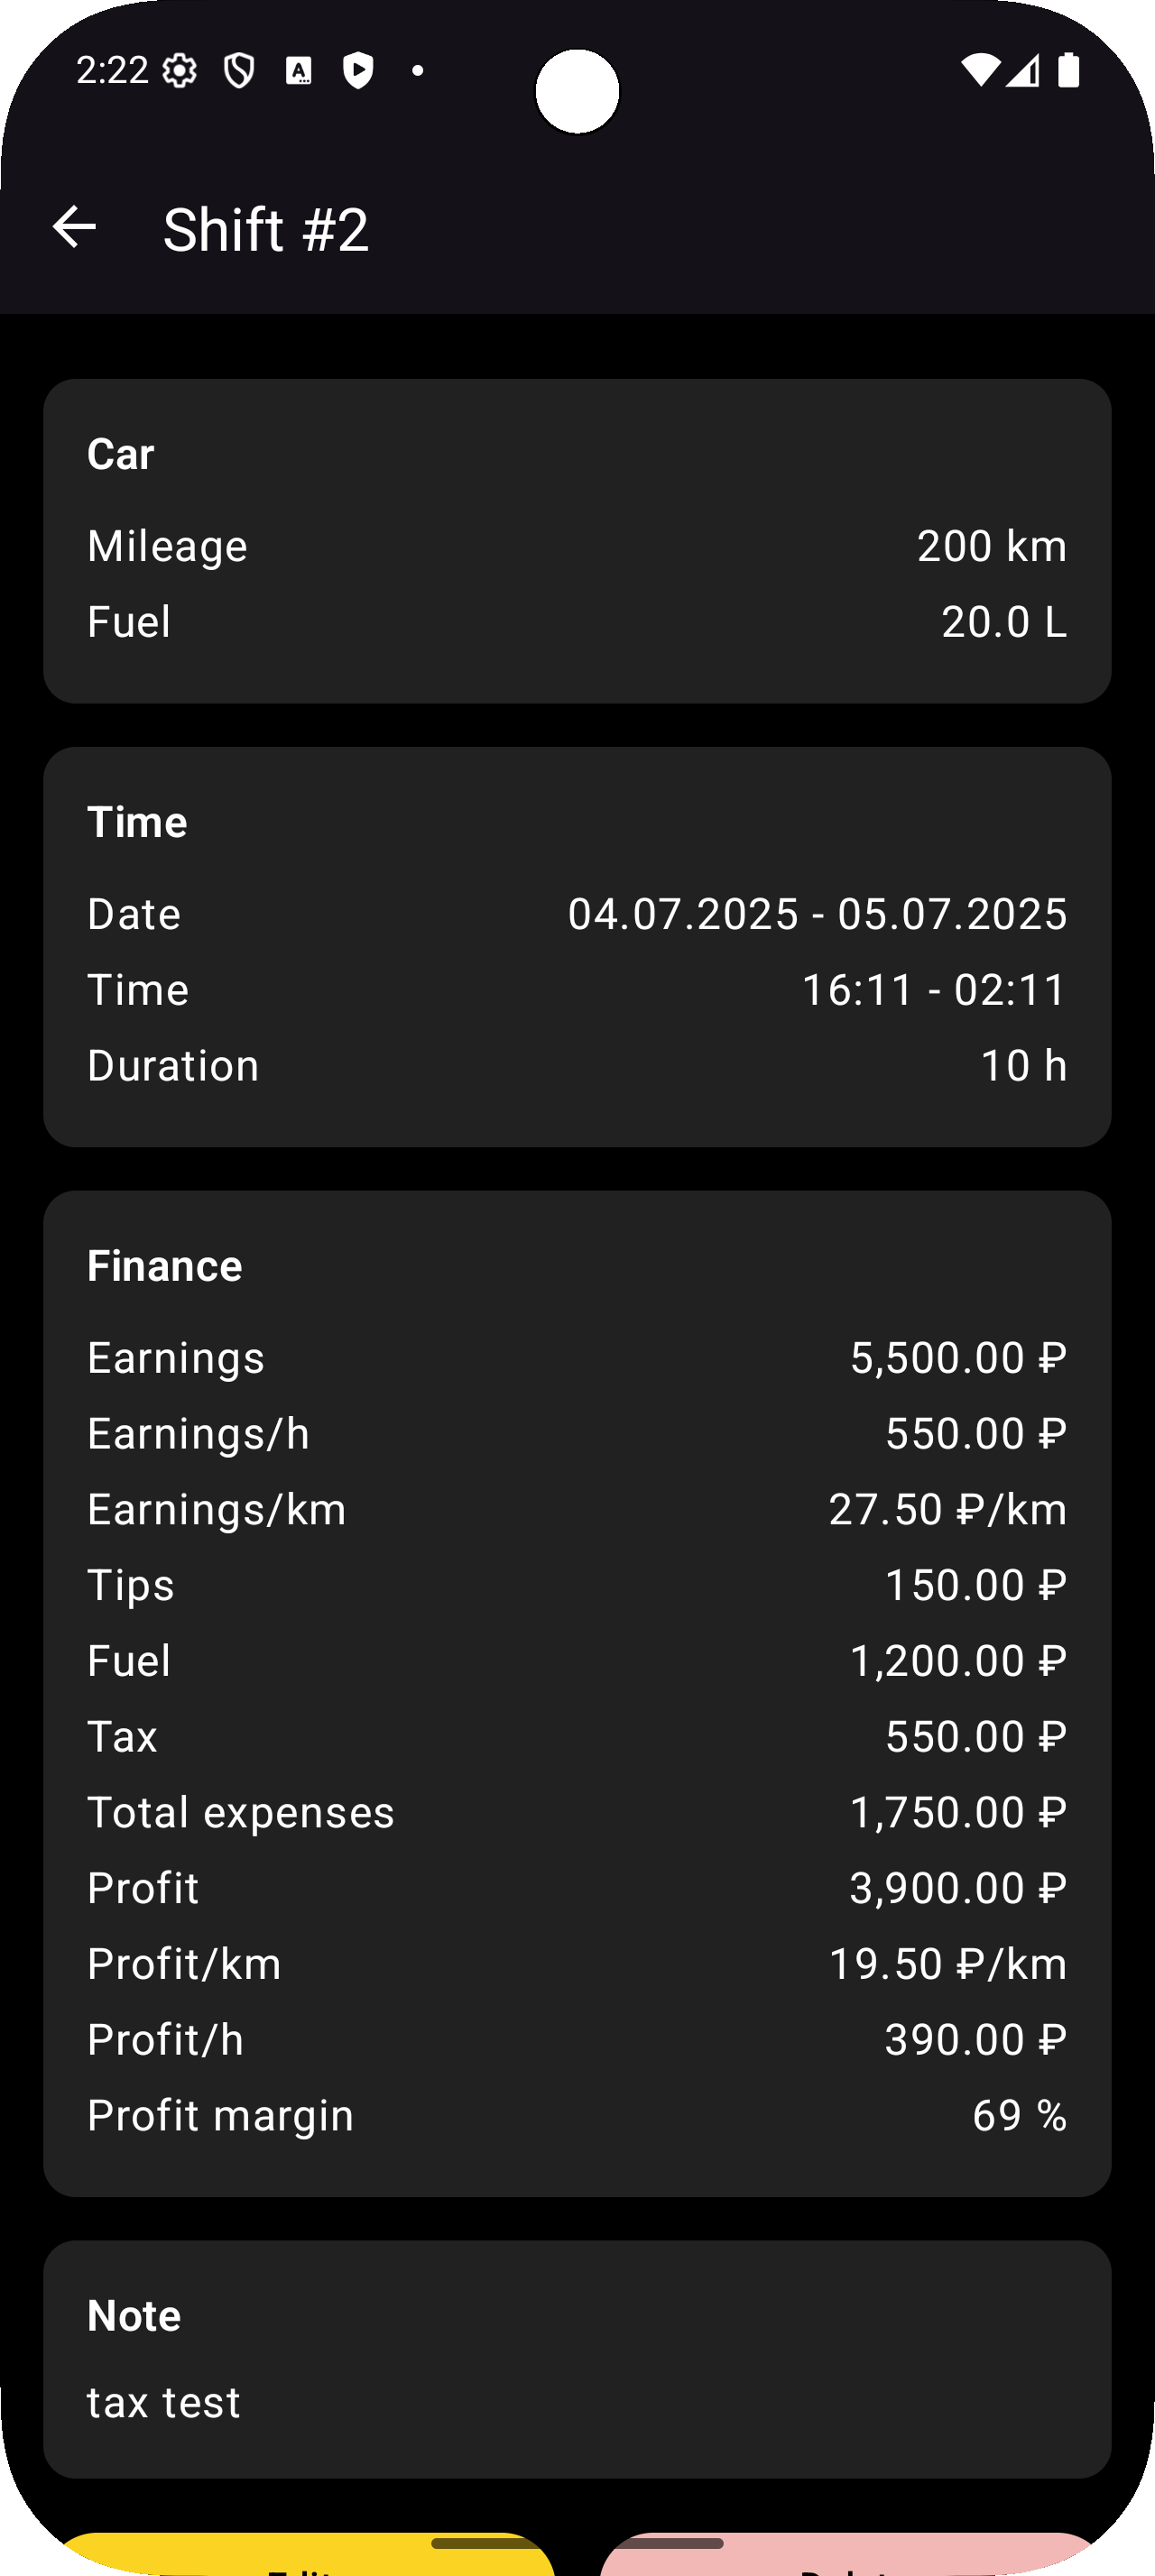 2:22
Shift #2
Car
Mileage 200 km
Fuel 20.0 L
Time
Date 04.07.2025 - 05.07.2025
Time 16:11 - 02:11
Duration 10 h
Finance
Earnings 5,500.00 ₽
Earnings/h 550.00 ₽
Earnings/km 27.50 ₽/km
Tips 150.00 ₽
Fuel 1,200.00 ₽
Tax 550.00 ₽
Total expenses 1,750.00 ₽
Profit 3,900.00 ₽
Profit/km 19.50 ₽/km
Profit/h 390.00 ₽
Profit margin 69 %
Note
tax test